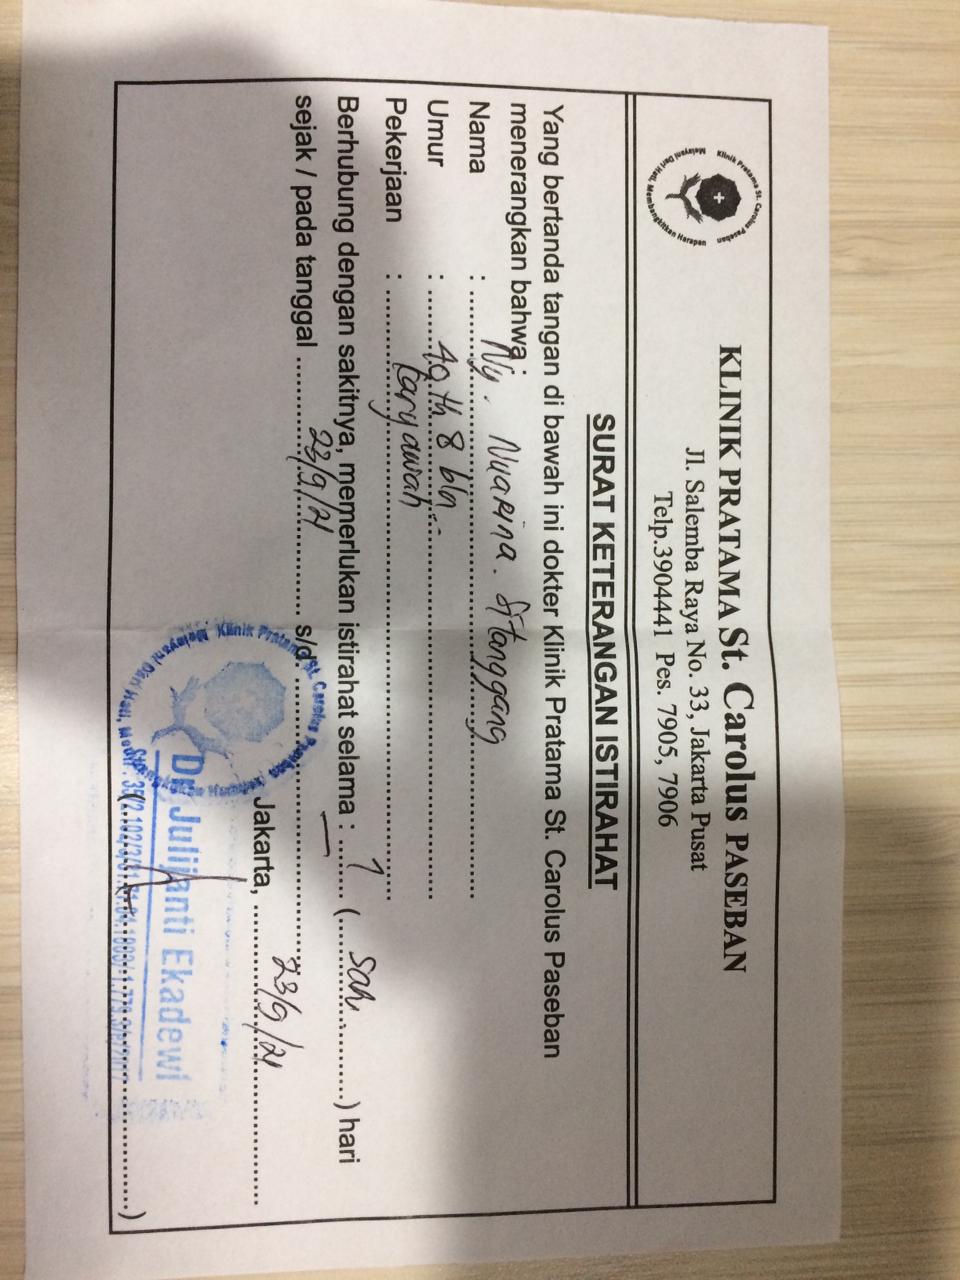 KLINIK PRATAMA St. Carolus PASEBAN
Jl. Salemba Raya No. 33, Jakarta Pusat
Telp.3904441 Pes. 7905, 7906
Klinik Pratama St. Carolus Paseban
Melayani Dari Hati, Membangkitkan Harapan
SURAT KETERANGAN ISTIRAHAT
Yang bertanda tangan di bawah ini dokter Klinik Pratama St. Carolus Paseban
menerangkan bahwa :
Nama : Ny. Nuarina. Sitanggang
Umur : 40 th 8 bln
Pekerjaan : karyawan
Berhubung dengan sakitnya, memerlukan istirahat selama : 1 (satu) hari
sejak / pada tanggal 23/9/21 s/d
Jakarta, 23/9/21
Klinik Pratama St. Carolus Paseban
Melayani Dari Hati,
Dr Julijanti Ekadewi